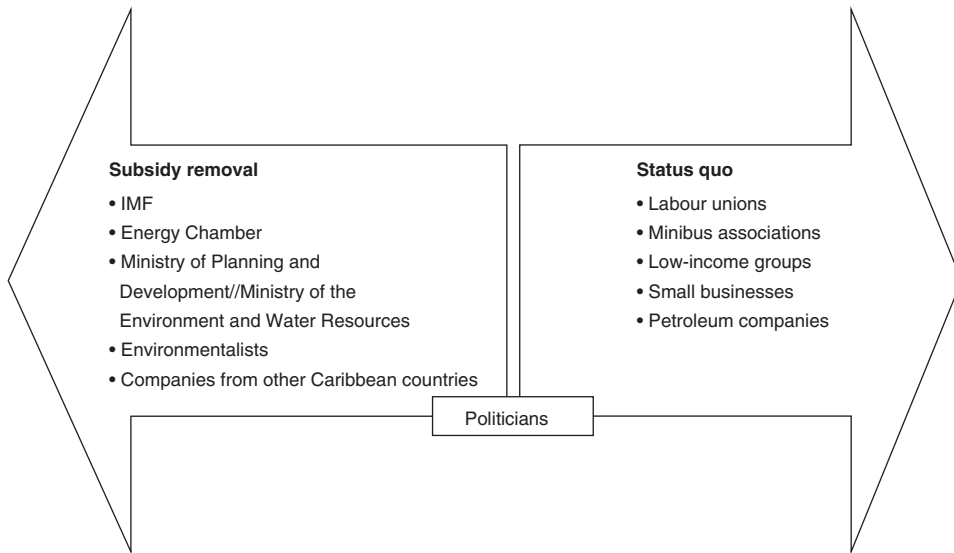 Subsidy removal
• IMF
• Energy Chamber
• Ministry of Planning and
Development//Ministry of the
Environment and Water Resources
• Environmentalists
• Companies from other Caribbean countries
Status quo
• Labour unions
• Minibus associations
• Low-income groups
• Small businesses
• Petroleum companies
Politicians